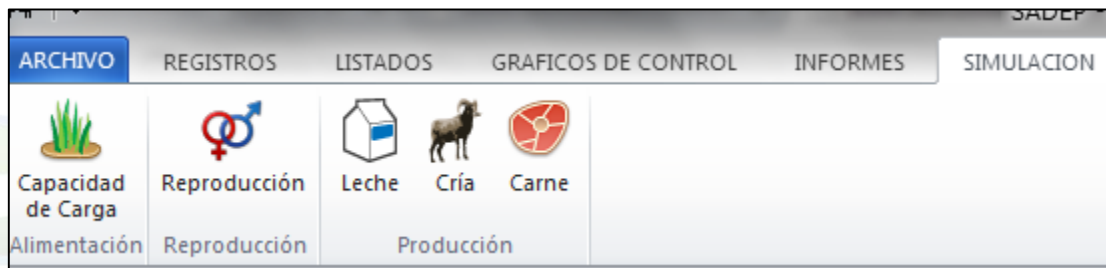 SADEP -
ARCHIVO REGISTROS LISTADOS GRAFICOS DE CONTROL INFORMES SIMULACION
Capacidad Reproducción Leche Cría Carne
de Carga
Alimentación Reproducción Producción